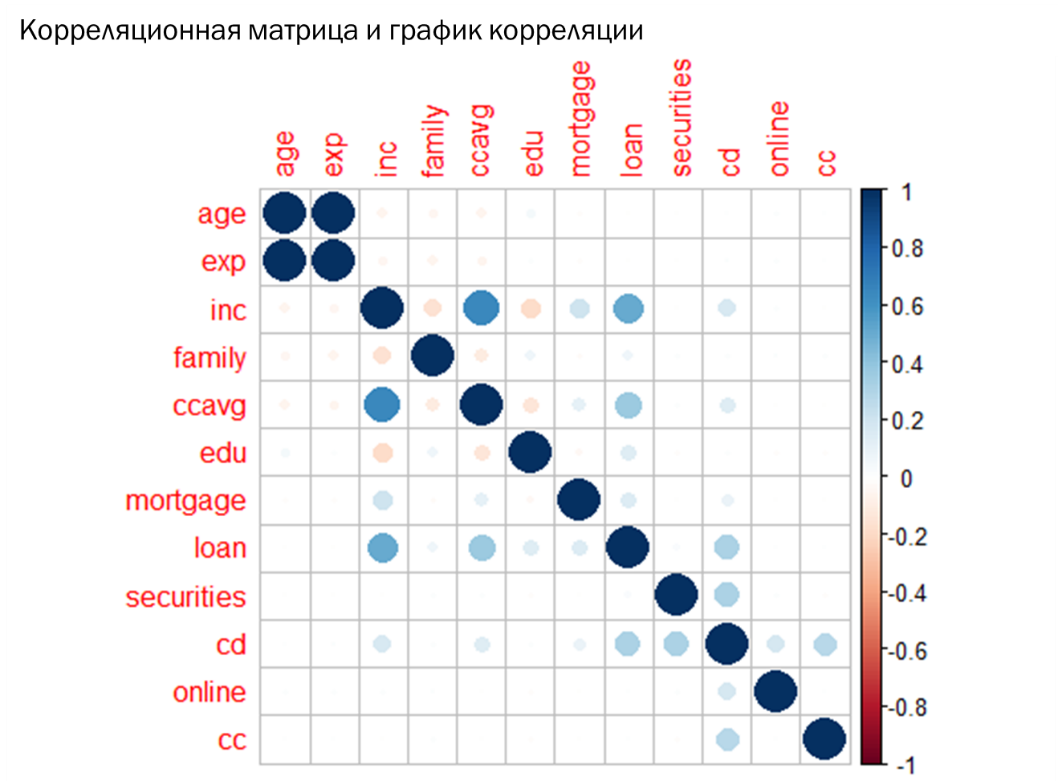 Корреляционная матрица и график корреляции
age exp inc family ccavg edu mortgage loan securities cd online cc
age
exp
inc
family
ccavg
edu
mortgage
loan
securities
cd
online
cc
1
0.8
0.6
0.4
0.2
0
-0.2
-0.4
-0.6
-0.8
-1